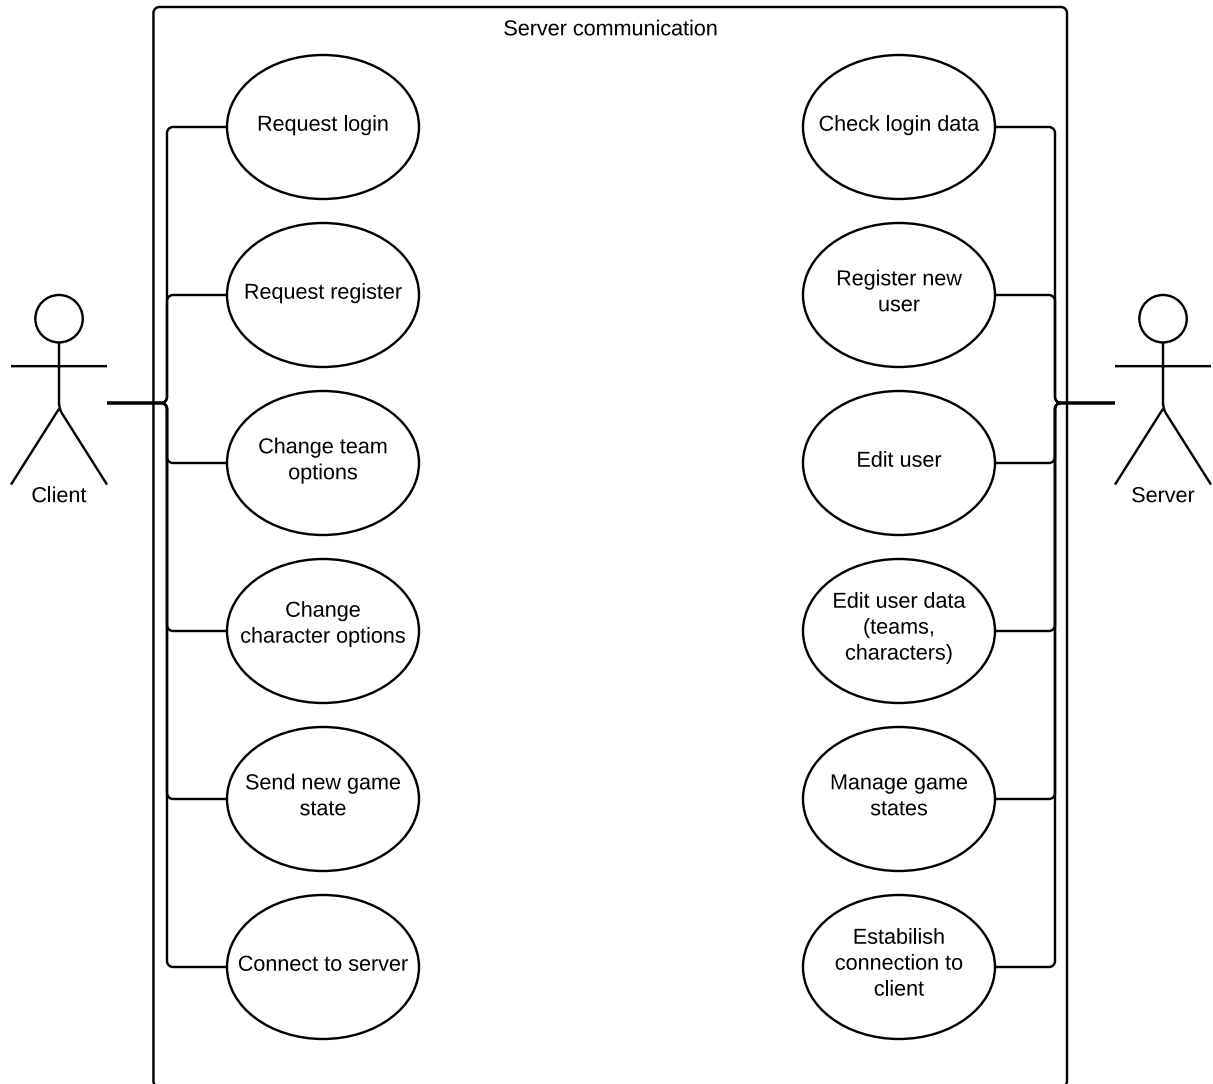 Server communication
Request login
Check login data
Request register
Register new
user
Change team
options
Edit user
Client
Server
Change
character options
Edit user data
(teams,
characters)
Send new game
state
Manage game
states
Connect to server
Estabilish
connection to
client